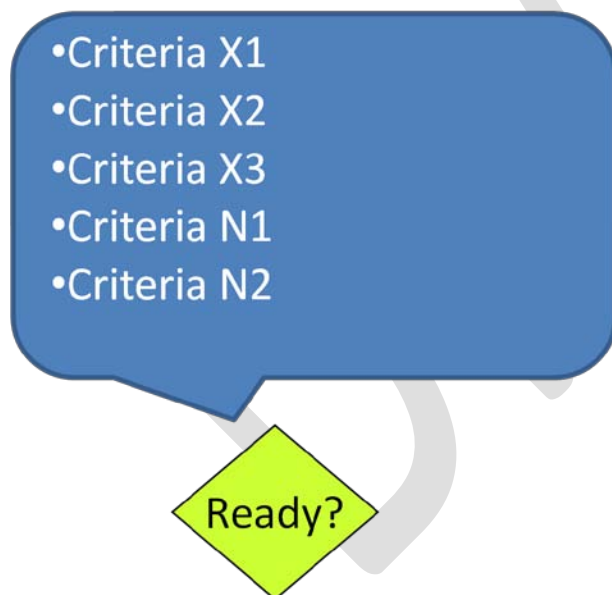 •Criteria X1
•Criteria X2
•Criteria X3
•Criteria N1
•Criteria N2
Ready?